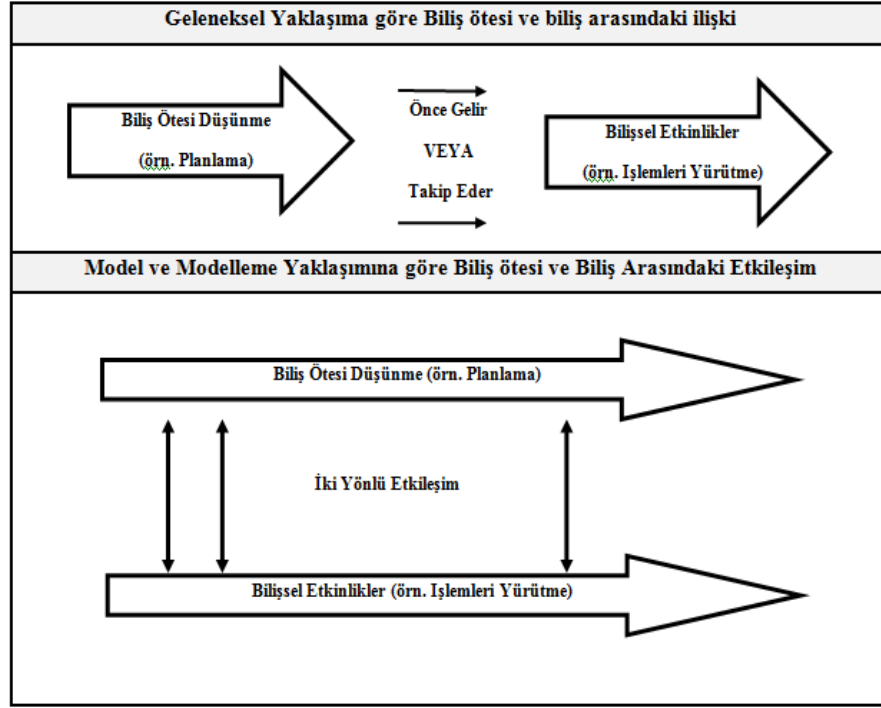 Geleneksel Yaklaşıma göre Biliş ötesi ve biliş arasındaki ilişki
Biliş Ötesi Düşünme
(örn. Planlama)
Önce Gelir
VEYA
Takip Eder
Bilişsel Etkinlikler
(örn. Işlemleri Yürütme)
Model ve Modelleme Yaklaşımına göre Biliş ötesi ve Biliş Arasındaki Etkileşim
Biliş Ötesi Düşünme (örn. Planlama)
İki Yönlü Etkileşim
Bilişsel Etkinlikler (örn. Işlemleri Yürütme)